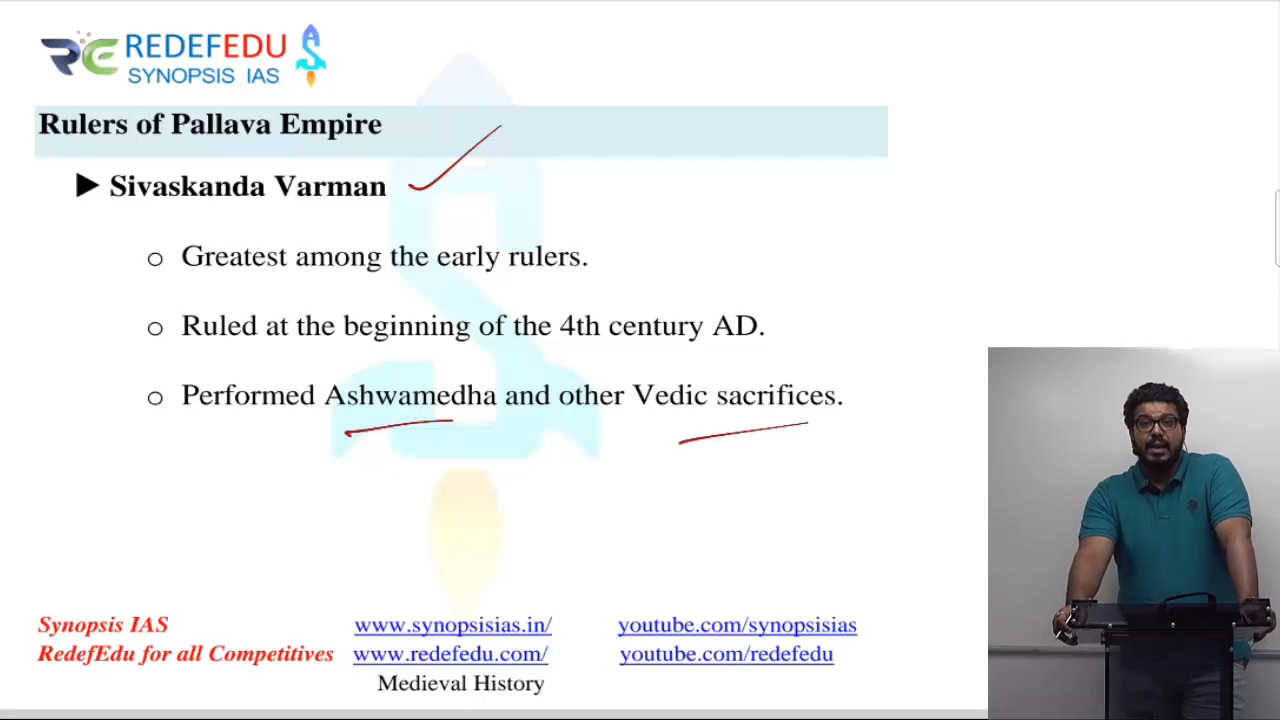 REDEFEDU
SYNOPSIS IAS
Rulers of Pallava Empire
Sivaskanda Varman
Greatest among the early rulers.
Ruled at the beginning of the 4th century AD.
Performed Ashwamedha and other Vedic sacrifices.
Synopsis IAS www.synopsisias.in/ youtube.com/synopsisias
RedefEdu for all Competitives www.redefedu.com/ youtube.com/redefedu
Medieval History